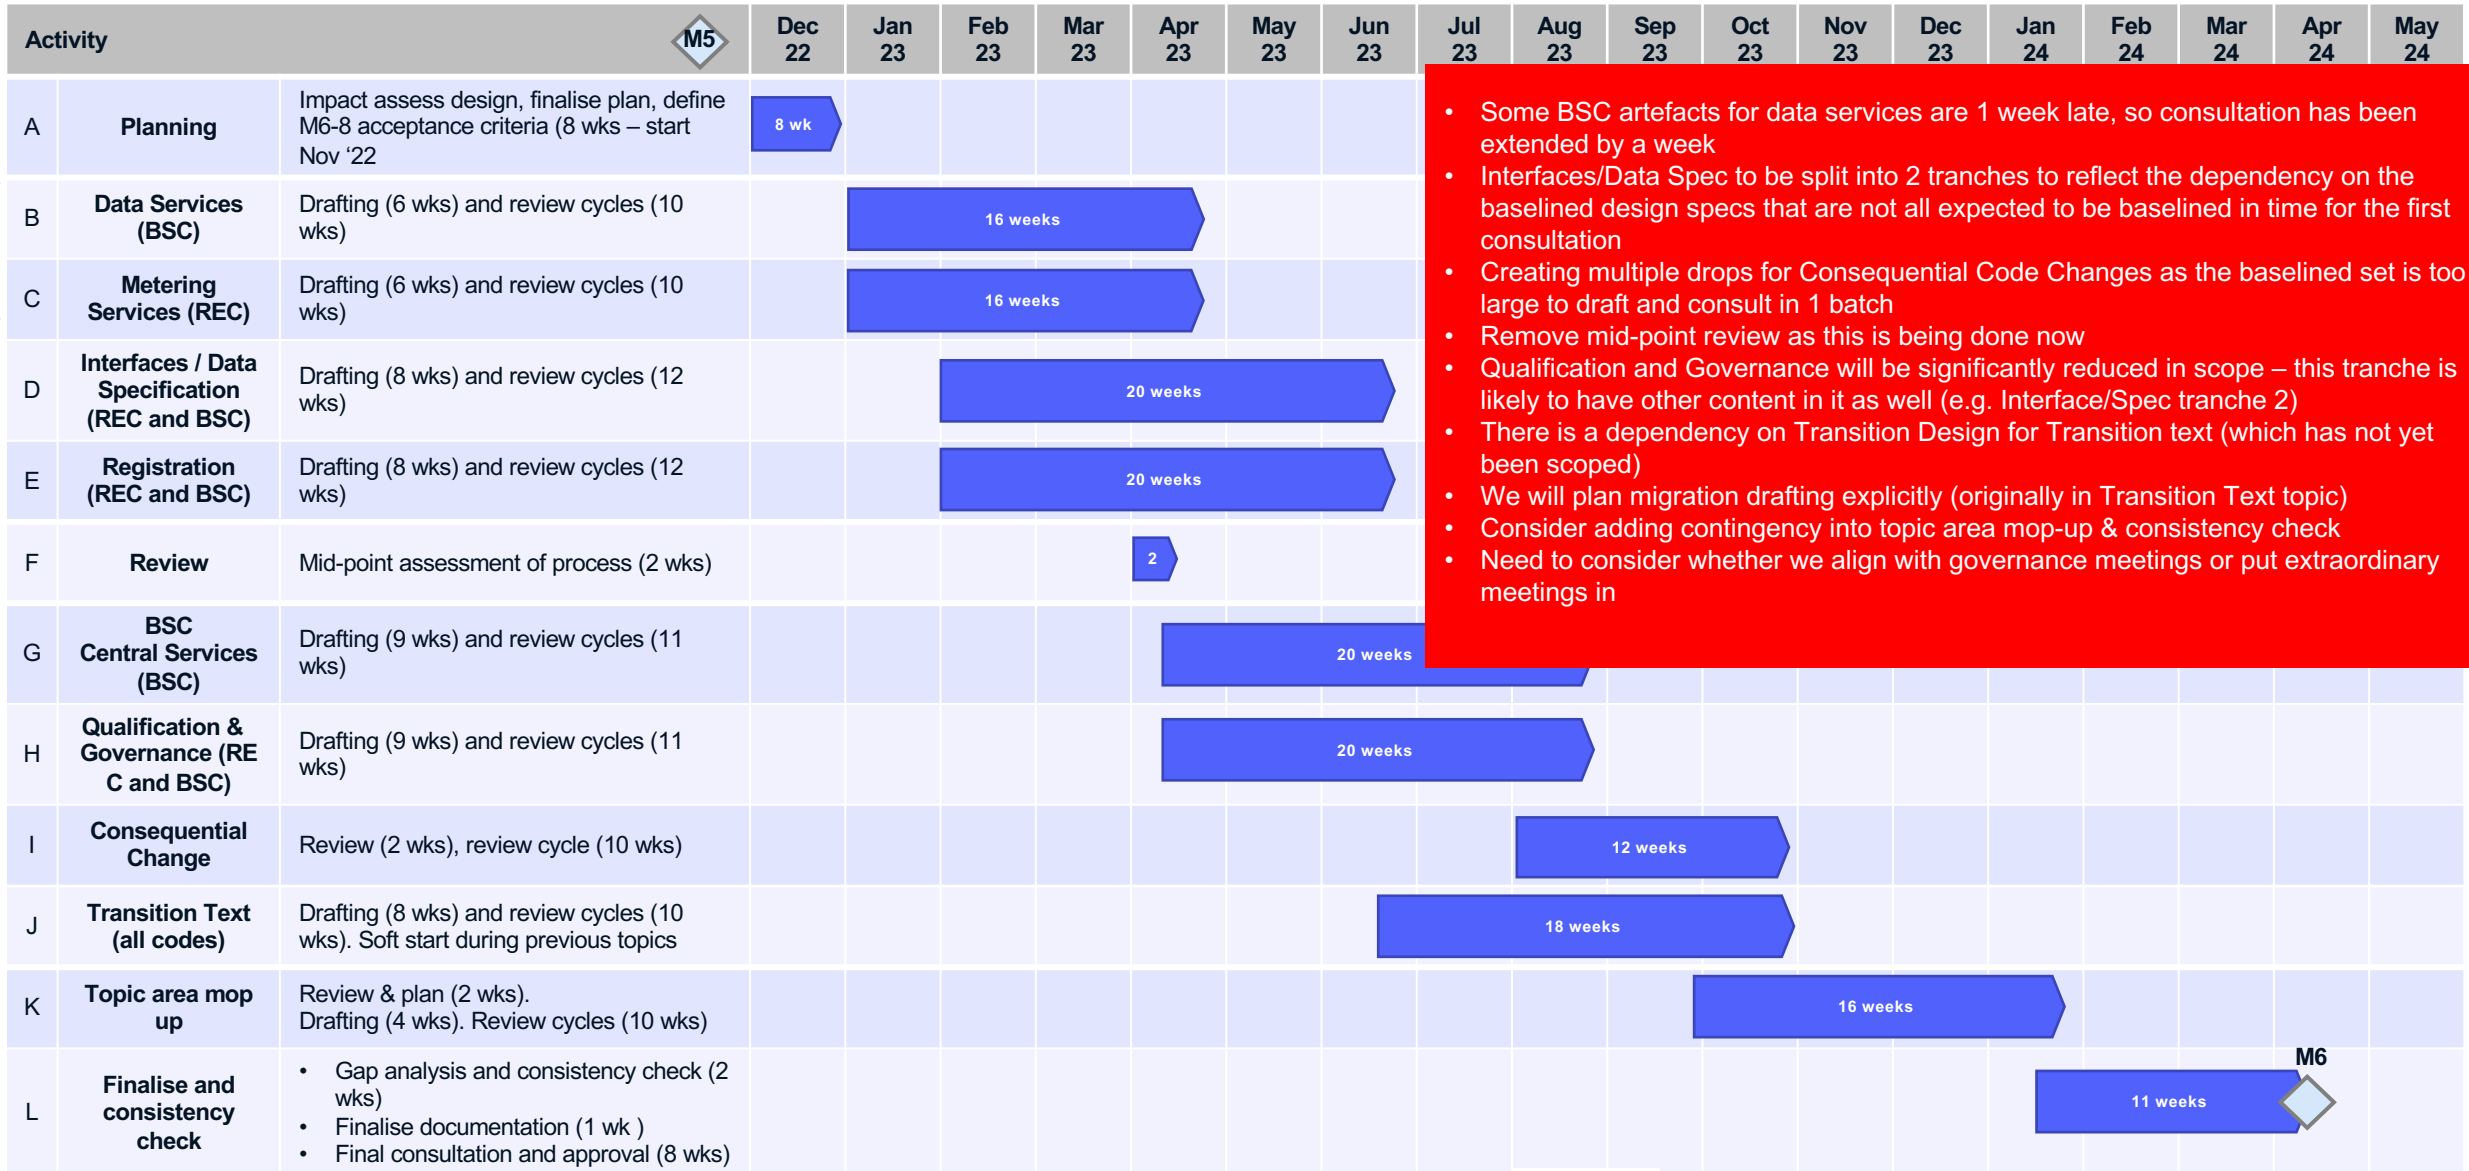 Activity
M5
Dec
22
Jan
23
Feb
23
Mar
23
Apr
23
May
23
Jun
23
Jul
23
Aug
23
Sep
23
Oct
23
Nov
23
Dec
23
Jan
24
Feb
24
Mar
24
Apr
24
May
24
A
Planning
Impact assess design, finalise plan, define
M6-8 acceptance criteria (8 wks – start
Nov ‘22
8 wk
B
Data Services
(BSC)
Drafting (6 wks) and review cycles (10
wks)
16 weeks
C
Metering
Services (REC)
Drafting (6 wks) and review cycles (10
wks)
16 weeks
D
Interfaces / Data
Specification
(REC and BSC)
Drafting (8 wks) and review cycles (12
wks)
20 weeks
E
Registration
(REC and BSC)
Drafting (8 wks) and review cycles (12
wks)
20 weeks
F
Review
Mid-point assessment of process (2 wks)
2
G
BSC
Central Services
(BSC)
Drafting (9 wks) and review cycles (11
wks)
20 weeks
H
Qualification &
Governance (RE
C and BSC)
Drafting (9 wks) and review cycles (11
wks)
20 weeks
I
Consequential
Change
Review (2 wks), review cycle (10 wks)
12 weeks
J
Transition Text
(all codes)
Drafting (8 wks) and review cycles (10
wks). Soft start during previous topics
18 weeks
K
Topic area mop
up
Review & plan (2 wks).
Drafting (4 wks). Review cycles (10 wks)
16 weeks
L
Finalise and
consistency
check
• Gap analysis and consistency check (2
wks)
• Finalise documentation (1 wk )
• Final consultation and approval (8 wks)
11 weeks
M6
• Some BSC artefacts for data services are 1 week late, so consultation has been
extended by a week
• Interfaces/Data Spec to be split into 2 tranches to reflect the dependency on the
baselined design specs that are not all expected to be baselined in time for the first
consultation
• Creating multiple drops for Consequential Code Changes as the baselined set is too
large to draft and consult in 1 batch
• Remove mid-point review as this is being done now
• Qualification and Governance will be significantly reduced in scope – this tranche is
likely to have other content in it as well (e.g. Interface/Spec tranche 2)
• There is a dependency on Transition Design for Transition text (which has not yet
been scoped)
• We will plan migration drafting explicitly (originally in Transition Text topic)
• Consider adding contingency into topic area mop-up & consistency check
• Need to consider whether we align with governance meetings or put extraordinary
meetings in